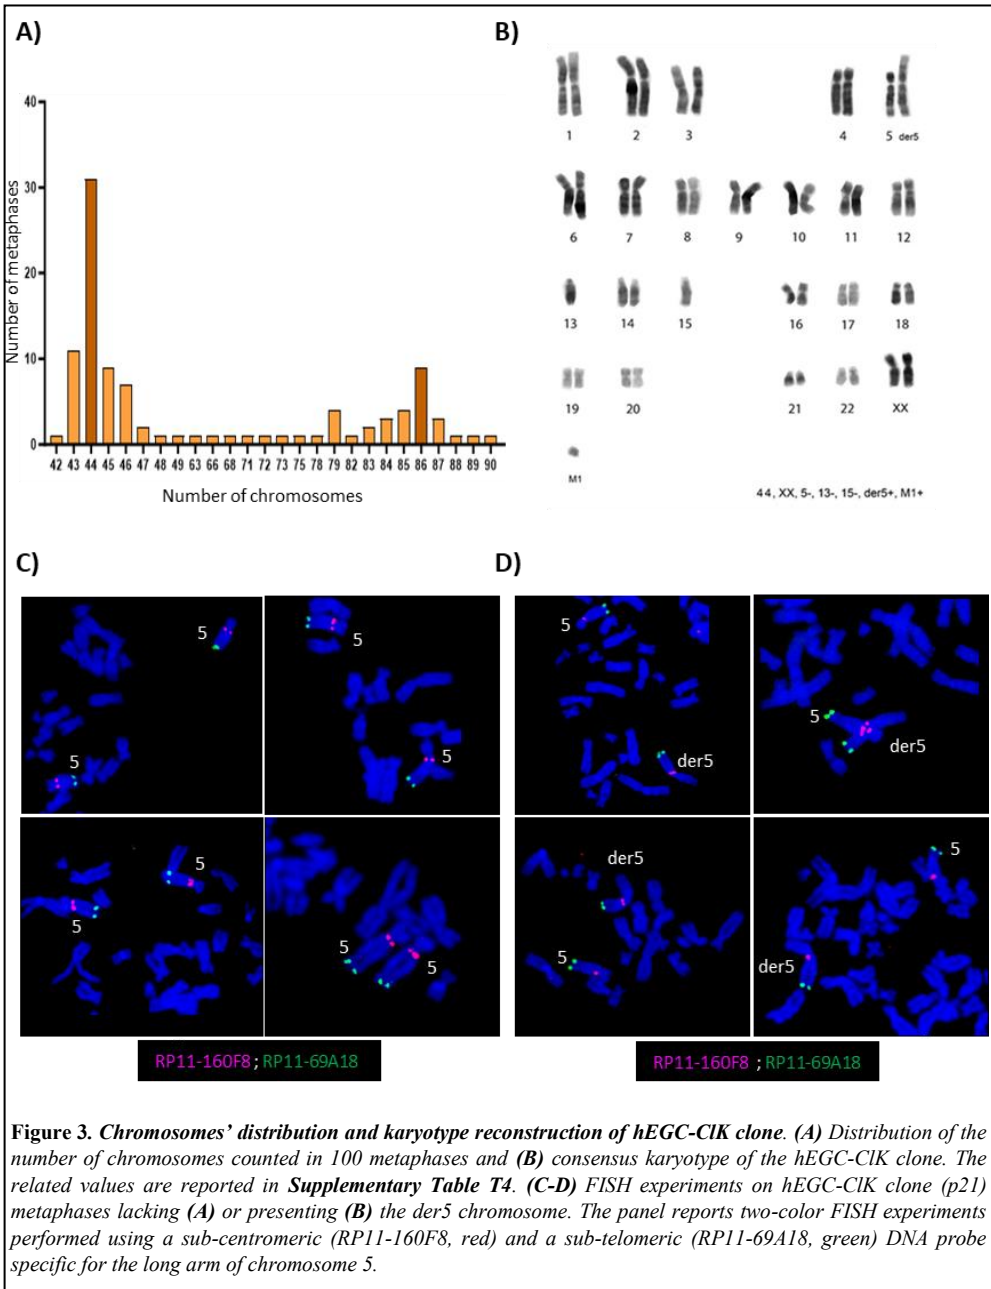 A)
B)
Number of metaphases
40
30
20
10
0
42 43 44 45 46 47 48 49 63 66 68 71 72 73 75 78 79 82 83 84 85 86 87 88 89 90
Number of chromosomes
1 2 3 4 5 der5
6 7 8 9 10 11 12
13 14 15 16 17 18
19 20 21 22 XX
M1
44, XX, 5-, 13-, 15-, der5+, M1+
C)
D)
5
5
5
5
5
5
5
5
5
der5
5
der5
der5
5
5
der5
RP11-160F8 ; RP11-69A18
RP11-160F8 ; RP11-69A18
Figure 3. Chromosomes’ distribution and karyotype reconstruction of hEGC-ClK clone. (A) Distribution of the
number of chromosomes counted in 100 metaphases and (B) consensus karyotype of the hEGC-ClK clone. The
related values are reported in Supplementary Table T4. (C-D) FISH experiments on hEGC-ClK clone (p21)
metaphases lacking (A) or presenting (B) the der5 chromosome. The panel reports two-color FISH experiments
performed using a sub-centromeric (RP11-160F8, red) and a sub-telomeric (RP11-69A18, green) DNA probe
specific for the long arm of chromosome 5.